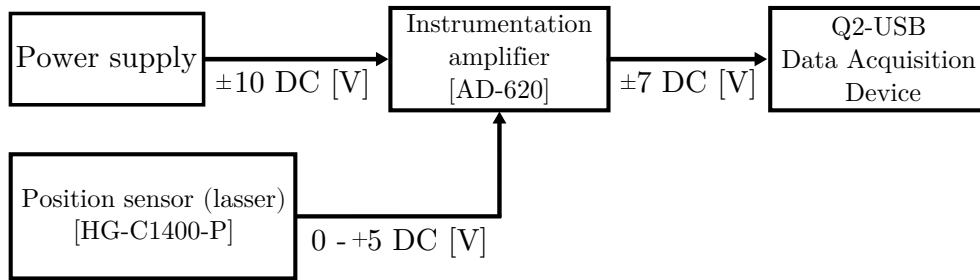 Power supply
±10 DC [V]
Instrumentation
amplifier
[AD-620]
±7 DC [V]
Q2-USB
Data Acquisition
Device
Position sensor (lasser)
[HG-C1400-P]
0 - +5 DC [V]